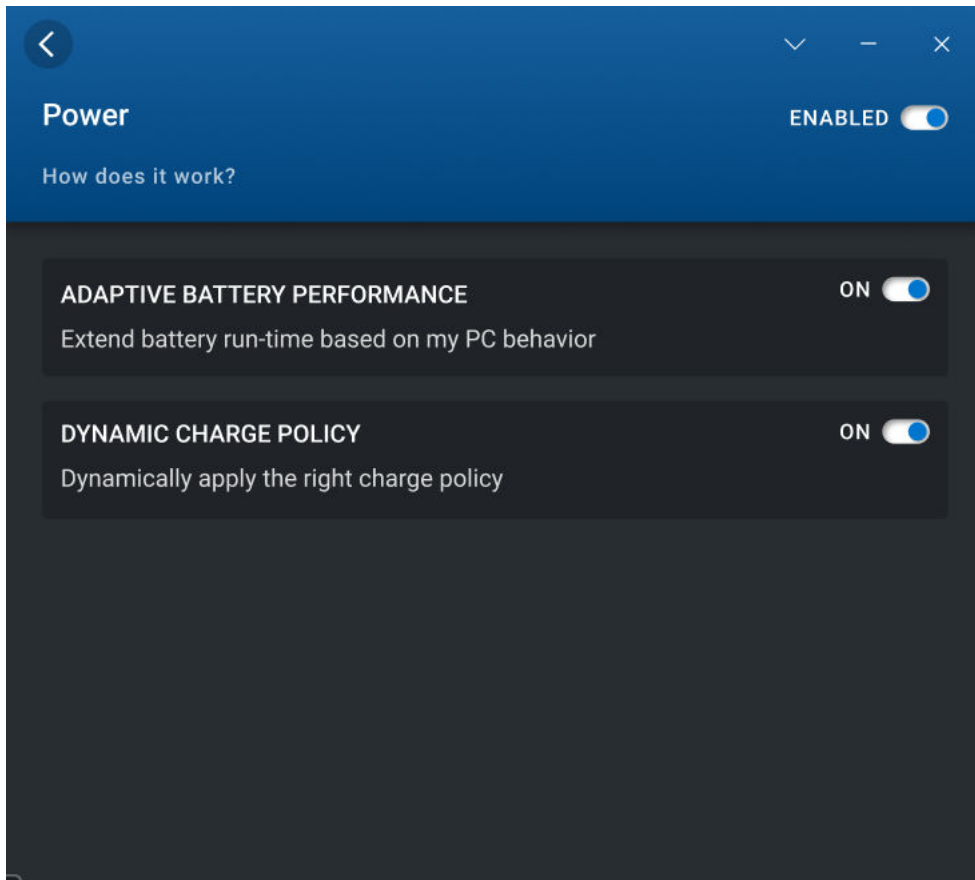 Power
ENABLED
How does it work?
ADAPTIVE BATTERY PERFORMANCE
ON
Extend battery run-time based on my PC behavior
DYNAMIC CHARGE POLICY
ON
Dynamically apply the right charge policy